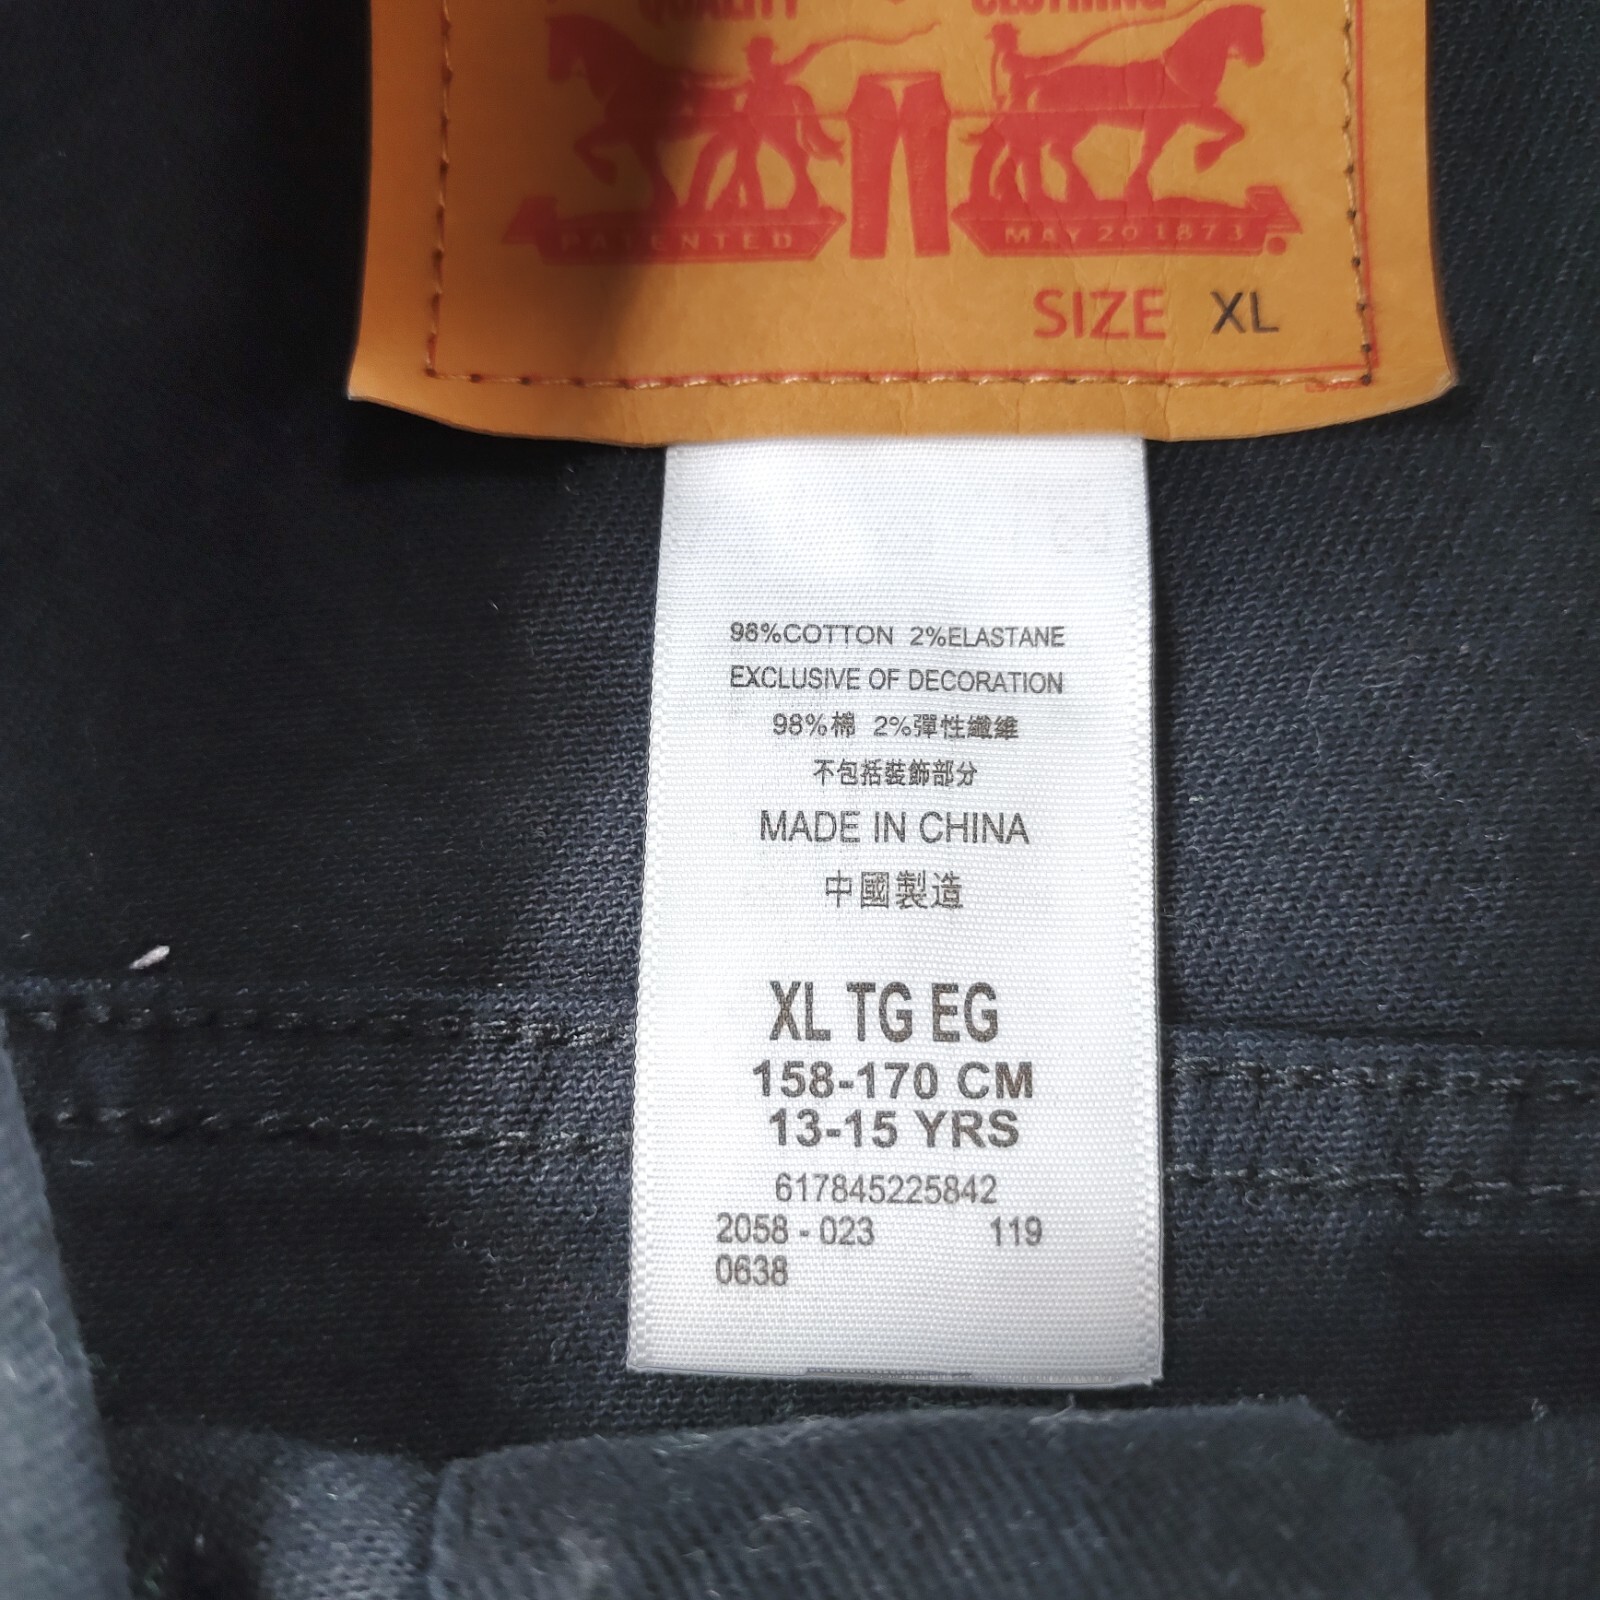 QUALITY CLOTHING
PATENTED MAY 20 1873
SIZE XL
98%COTTON 2%ELASTANE
EXCLUSIVE OF DECORATION
98%棉 2%彈性纖維
不包括裝飾部分
MADE IN CHINA
中國製造
XL TG EG
158-170 CM
13-15 YRS
617845225842
2058 - 023 119
0638